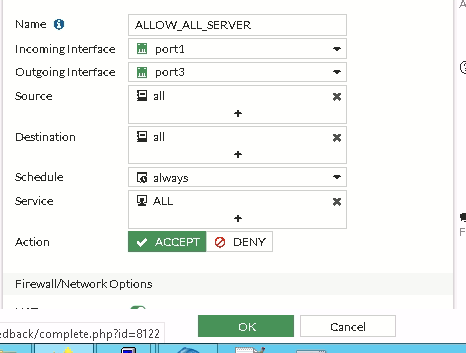 Name ALLOW_ALL_SERVER
Incoming Interface port1
Outgoing Interface port3
Source all
+
Destination all
+
Schedule always
Service ALL
+
Action ACCEPT DENY
Firewall/Network Options
edback/complete.php?id=8122
OK Cancel